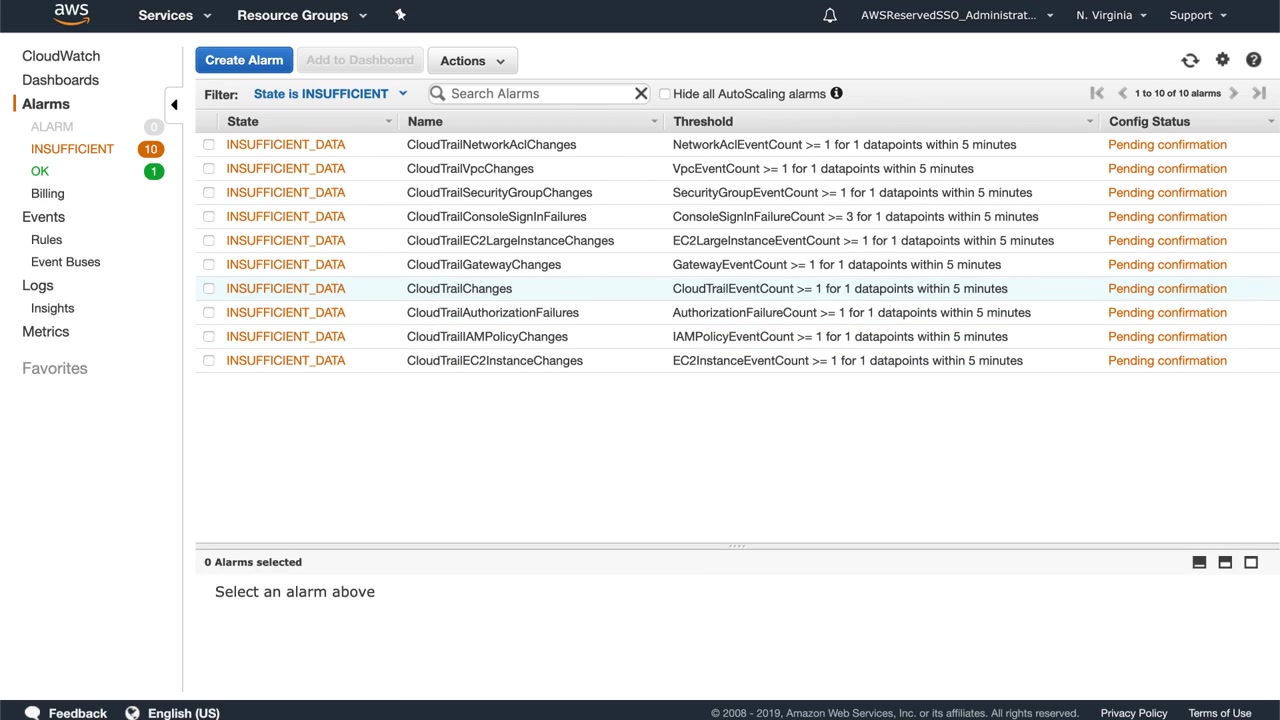 aws Services Resource Groups AWSReservedSSO_Administrat... N. Virginia Support
CloudWatch
Dashboards
Alarms
ALARM 0
INSUFFICIENT 10
OK 1
Billing
Events
Rules
Event Buses
Logs
Insights
Metrics
Favorites
Create Alarm Add to Dashboard Actions
Filter: State is INSUFFICIENT Search Alarms Hide all AutoScaling alarms 1 to 10 of 10 alarms
State Name Threshold Config Status
INSUFFICIENT_DATA CloudTrailNetworkAclChanges NetworkAclEventCount >= 1 for 1 datapoints within 5 minutes Pending confirmation
INSUFFICIENT_DATA CloudTrailVpcChanges VpcEventCount >= 1 for 1 datapoints within 5 minutes Pending confirmation
INSUFFICIENT_DATA CloudTrailSecurityGroupChanges SecurityGroupEventCount >= 1 for 1 datapoints within 5 minutes Pending confirmation
INSUFFICIENT_DATA CloudTrailConsoleSignInFailures ConsoleSignInFailureCount >= 3 for 1 datapoints within 5 minutes Pending confirmation
INSUFFICIENT_DATA CloudTrailEC2LargeInstanceChanges EC2LargeInstanceEventCount >= 1 for 1 datapoints within 5 minutes Pending confirmation
INSUFFICIENT_DATA CloudTrailGatewayChanges GatewayEventCount >= 1 for 1 datapoints within 5 minutes Pending confirmation
INSUFFICIENT_DATA CloudTrailChanges CloudTrailEventCount >= 1 for 1 datapoints within 5 minutes Pending confirmation
INSUFFICIENT_DATA CloudTrailAuthorizationFailures AuthorizationFailureCount >= 1 for 1 datapoints within 5 minutes Pending confirmation
INSUFFICIENT_DATA CloudTrailIAMPolicyChanges IAMPolicyEventCount >= 1 for 1 datapoints within 5 minutes Pending confirmation
INSUFFICIENT_DATA CloudTrailEC2InstanceChanges EC2InstanceEventCount >= 1 for 1 datapoints within 5 minutes Pending confirmation
0 Alarms selected
Select an alarm above
Feedback English (US) © 2008 - 2019, Amazon Web Services, Inc. or its affiliates. All rights reserved. Privacy Policy Terms of Use